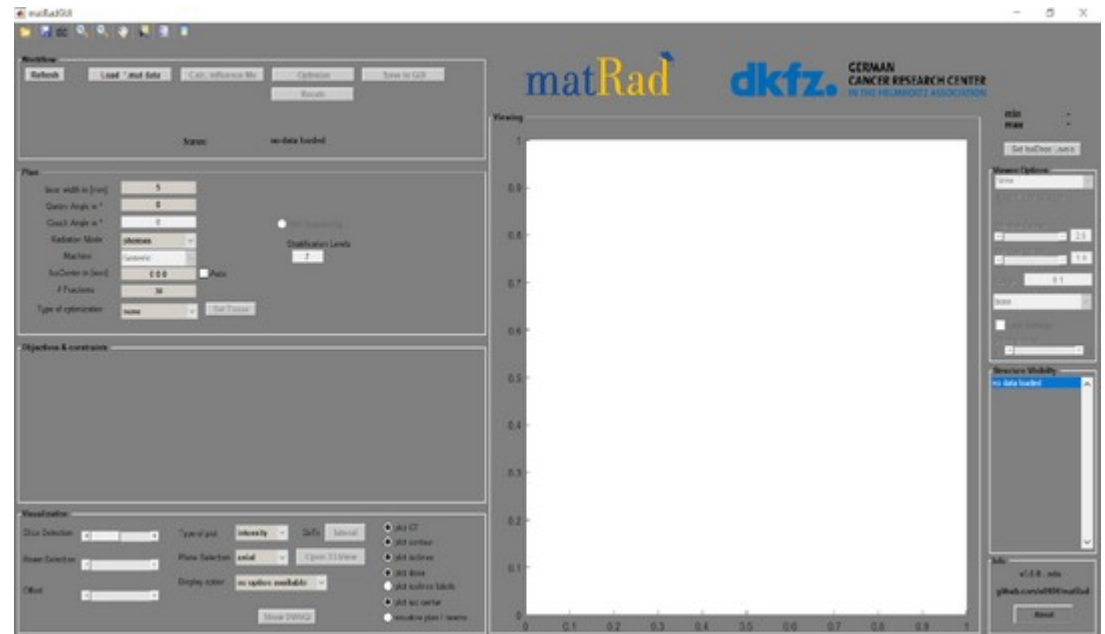 matRadGUI
matRad
dkfz.
GERMAN
CANCER RESEARCH CENTER
IN THE HELMHOLTZ ASSOCIATION
Workflow
Refresh
Load *.mat data
Optimize
Save to GUI
Recalc
Status:
no data loaded
Plan
bixel width in [mm]
5
Gantry Angle in °
0
Couch Angle in °
0
Radiation Mode
photons
Machine
Generic
IsoCenter in [mm]
0 0 0
# Fractions
30
Type of optimization
none
Set Tissue
Stratification Levels
7
Objectives & constraints
Visualization
Slice Selection
Beam Selection
Offset
Type of plot
intensity
GoTo
lateral
Plane Selection
axial
Open 3D-View
Display option
no option available
Show DVH/QI
plot CT
plot contour
plot isolines
plot dose
plot isolines labels
plot iso center
visualize plan / beams
Viewing
1
0.9
0.8
0.7
0.6
0.5
0.4
0.3
0.2
0.1
0
0 0.1 0.2 0.3 0.4 0.5 0.6 0.7 0.8 0.9 1
min
max
Set IsoDose Levels
Viewer Options
None
Structure Visibility
no data loaded
Info
github.com/e0404/matRad
About